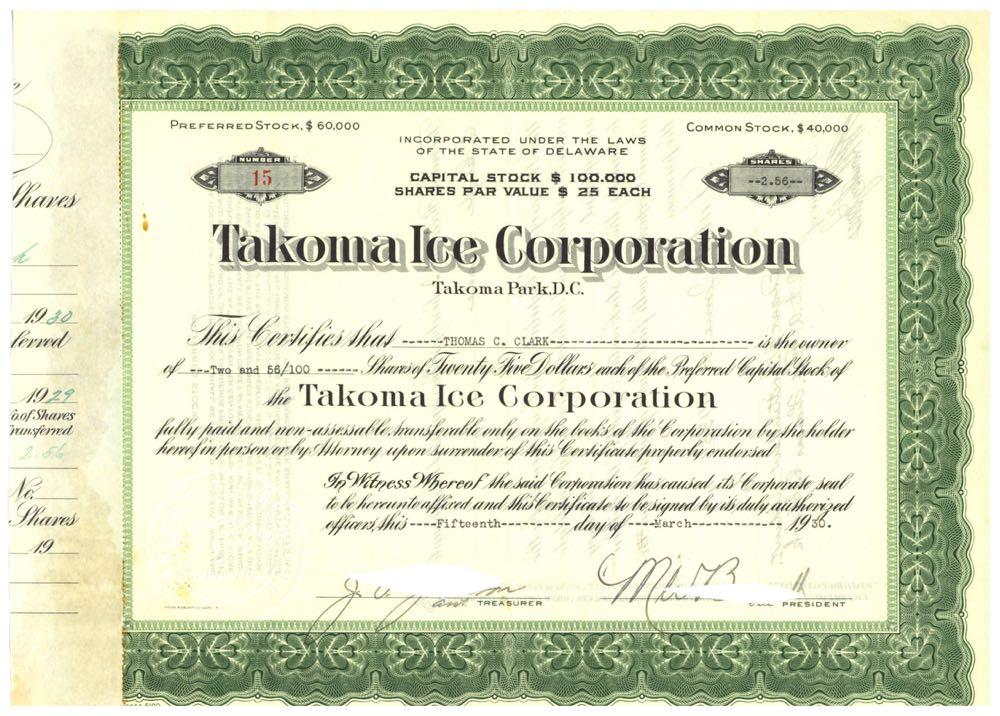 Shares
1930
ferred
1929
No. of Shares
Transferred
2.56
No.
Shares
19
PREFERRED STOCK, $ 60,000
COMMON STOCK, $ 40,000
INCORPORATED UNDER THE LAWS
OF THE STATE OF DELAWARE
NUMBER
15
CAPITAL STOCK $ 100.000
SHARES PAR VALUE $ 25 EACH
SHARES
--2.56--
Takoma Ice Corporation
Takoma Park, D.C.
This Certifies that ------THOMAS C. CLARK------------------------------ is the owner
of ---Two and 56/100 ------ Shares of Twenty Five Dollars each of the Preferred Capital Stock of
the Takoma Ice Corporation
fully paid and non-assessable, transferable only on the books of the Corporation by the holder
hereof in person or by Attorney upon surrender of this Certificate properly endorsed.
In Witness Whereof the said Corporation has caused its Corporate seal
to be hereunto affixed and this Certificate to be signed by its duly authorized
officers, this ----Fifteenth---------- day of ----March-------------- 1930.
TREASURER
PRESIDENT